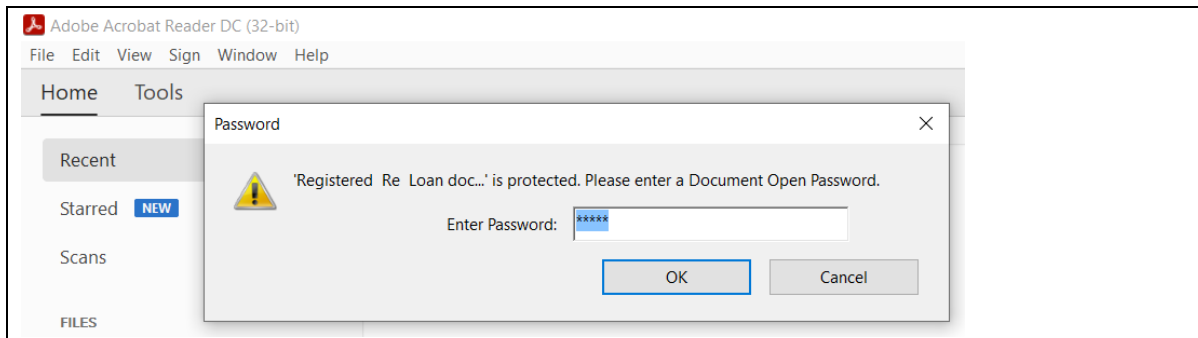 Adobe Acrobat Reader DC (32-bit)
File Edit View Sign Window Help
Home Tools
Password
Recent
'Registered Re Loan doc...' is protected. Please enter a Document Open Password.
Starred NEW
Enter Password: *****
Scans
OK Cancel
FILES